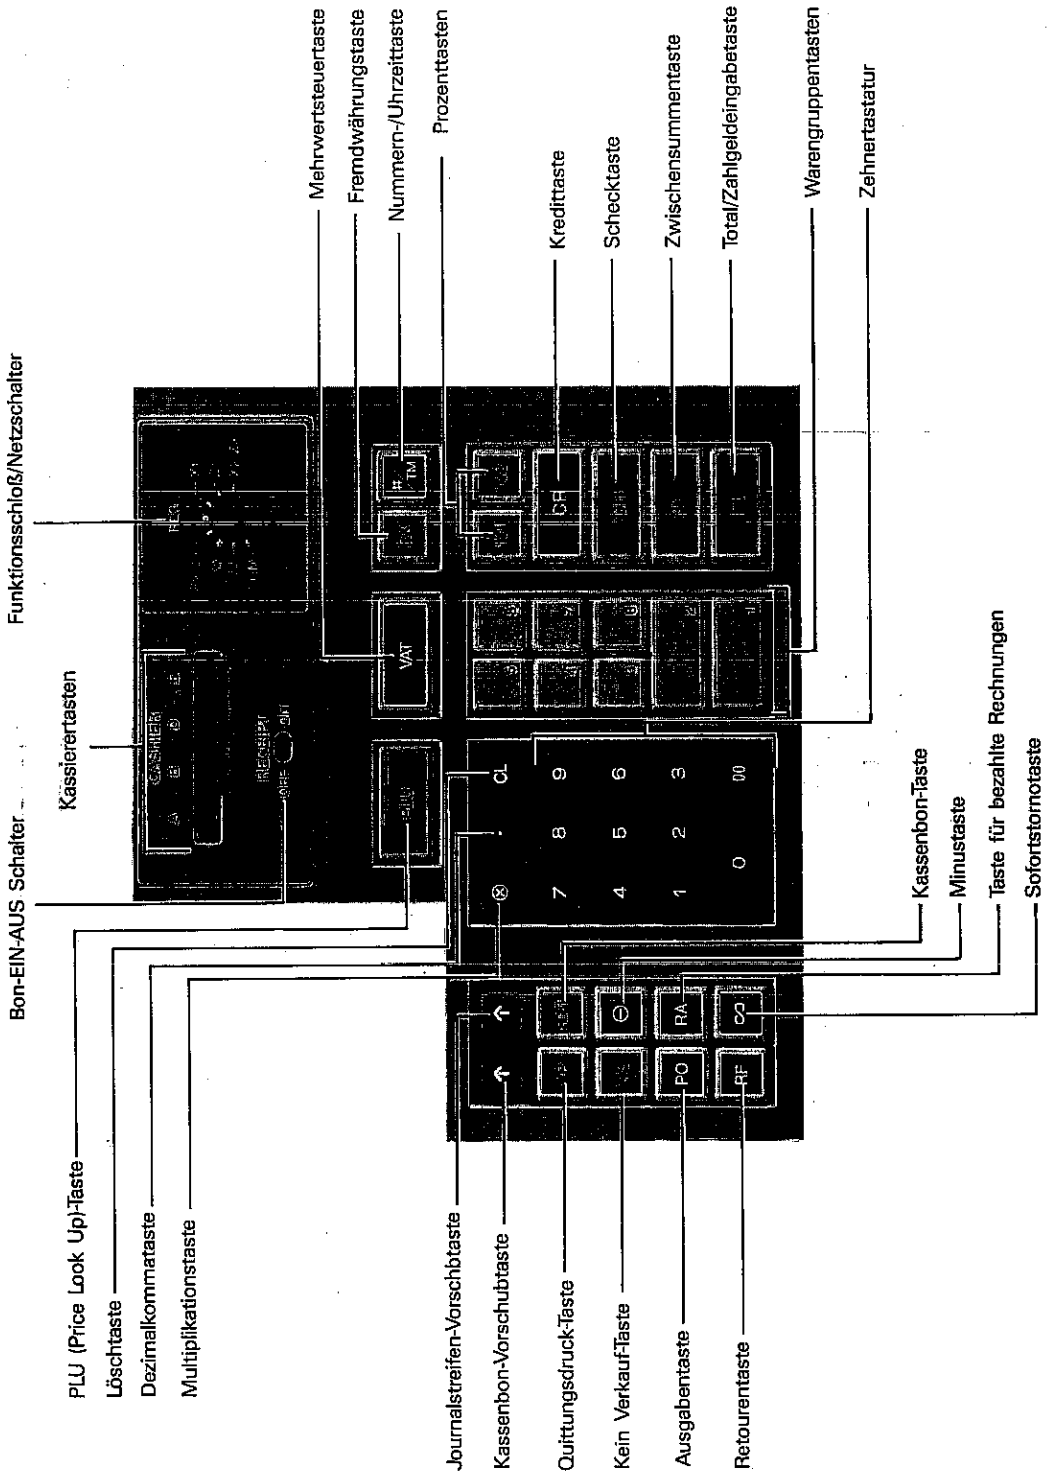 Bon-EIN-AUS Schalter
Kassierertasten
Funktionsschloß/Netzschalter
PLU (Price Look Up)-Taste
Löschtaste
Dezimalkommataste
Multiplikationstaste
Mehrwertsteuertaste
Fremdwährungstaste
Nummern-/Uhrzeittaste
Prozenttasten
CASHIER
REG
RECEIPT
OFF
VAT
#/TM
Journalstreifen-Vorschbtaste
Kassenbon-Vorschubtaste
Quittungsdruck-Taste
Kein Verkauf-Taste
Ausgabentaste
Retourentaste
↑ ↑
⊗ · CL
7 8 9
4 5 6
1 2 3
0 00
⊖
PO RA
RF ∞
CR
Kredittaste
Schecktaste
Zwischensummentaste
Total/Zahlgeldeingabetaste
Warengruppentasten
Zehnertastatur
Kassenbon-Taste
Minustaste
Taste für bezahlte Rechnungen
Sofortstornotaste